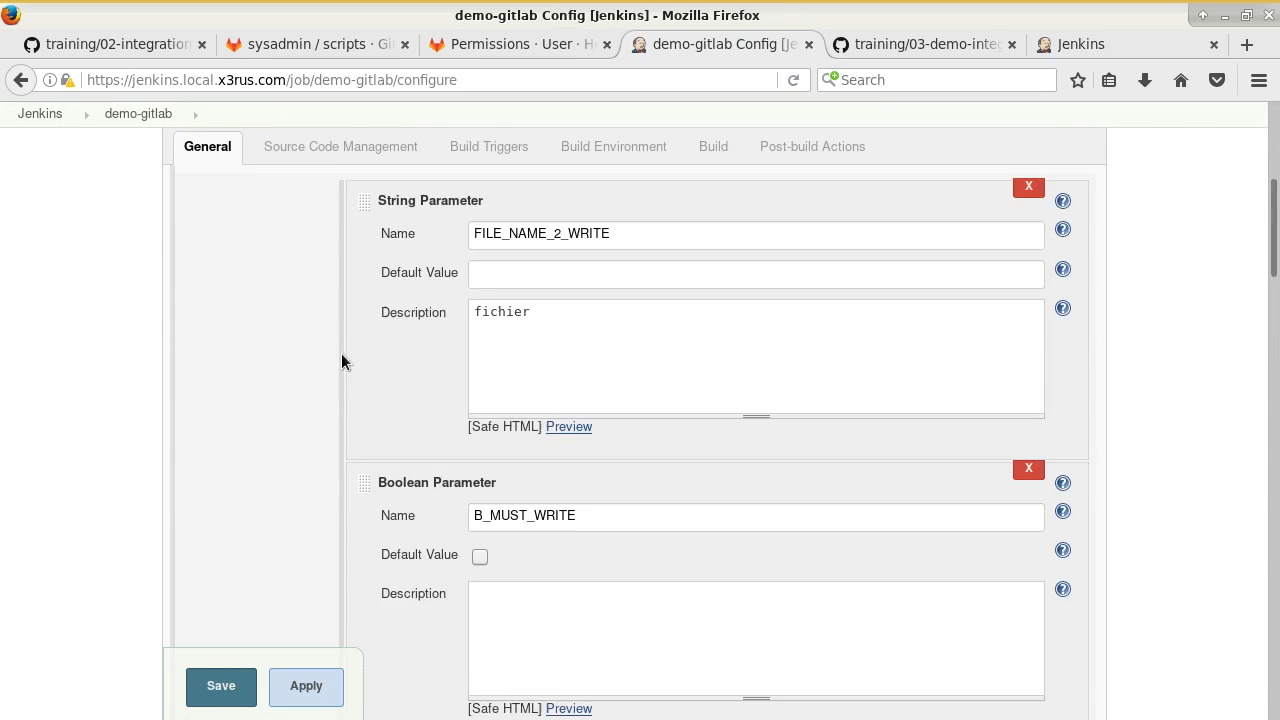 demo-gitlab Config [Jenkins] - Mozilla Firefox
training/02-integration
sysadmin / scripts · Gi
Permissions · User · H
demo-gitlab Config [Je
training/03-demo-integ
Jenkins
https://jenkins.local.x3rus.com/job/demo-gitlab/configure
Search
Jenkins
demo-gitlab
General
Source Code Management
Build Triggers
Build Environment
Build
Post-build Actions
X
String Parameter
Name
FILE_NAME_2_WRITE
Default Value
Description
fichier
[Safe HTML] Preview
X
Boolean Parameter
Name
B_MUST_WRITE
Default Value
Description
[Safe HTML] Preview
Save
Apply